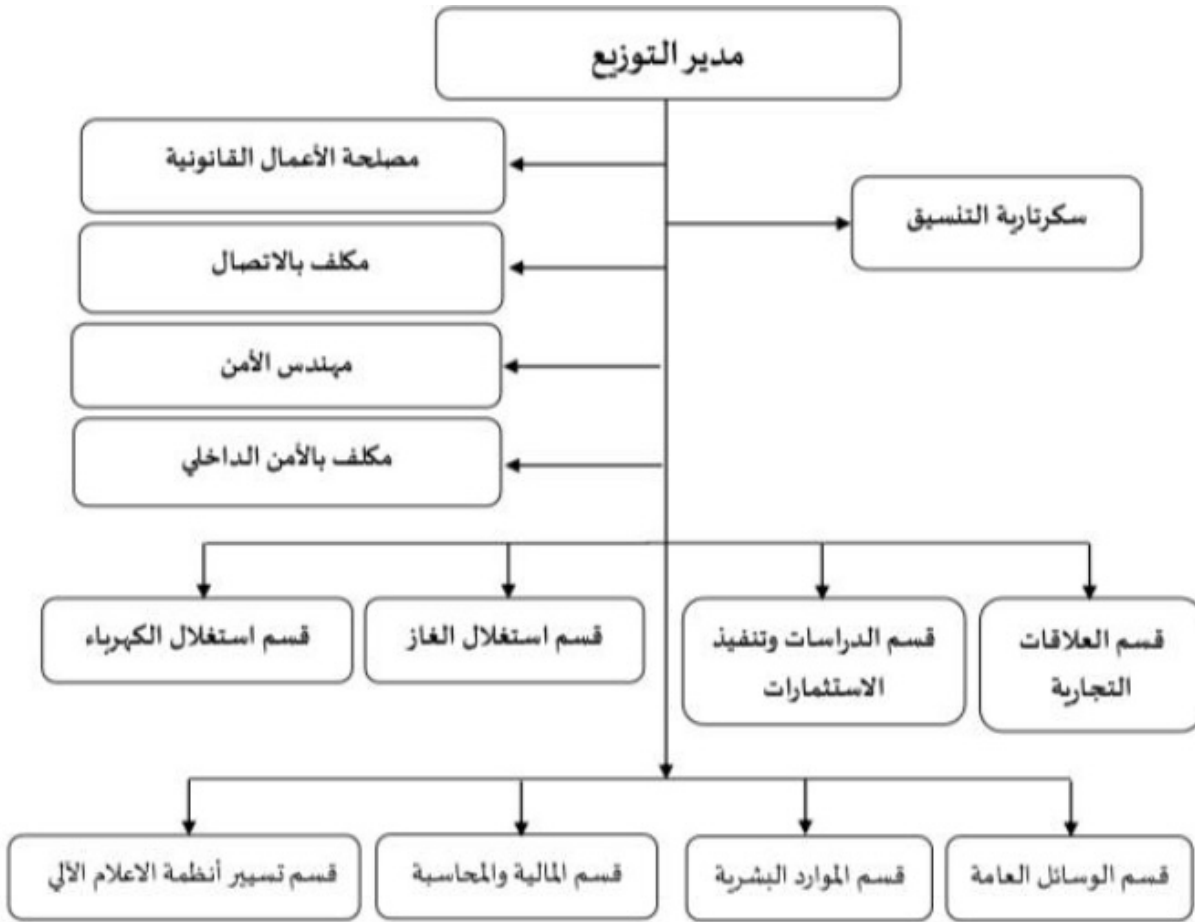 مدير التوزيع
مصلحة الأعمال القانونية
سكرتارية التنسيق
مكلف بالاتصال
مهندس الأمن
مكلف بالأمن الداخلي
قسم العلاقات
التجارية
قسم الدراسات وتنفيذ
الاستثمارات
قسم استغلال الغاز
قسم استغلال الكهرباء
قسم الوسائل العامة
قسم الموارد البشرية
قسم المالية والمحاسبة
قسم تسيير أنظمة الاعلام الآلي